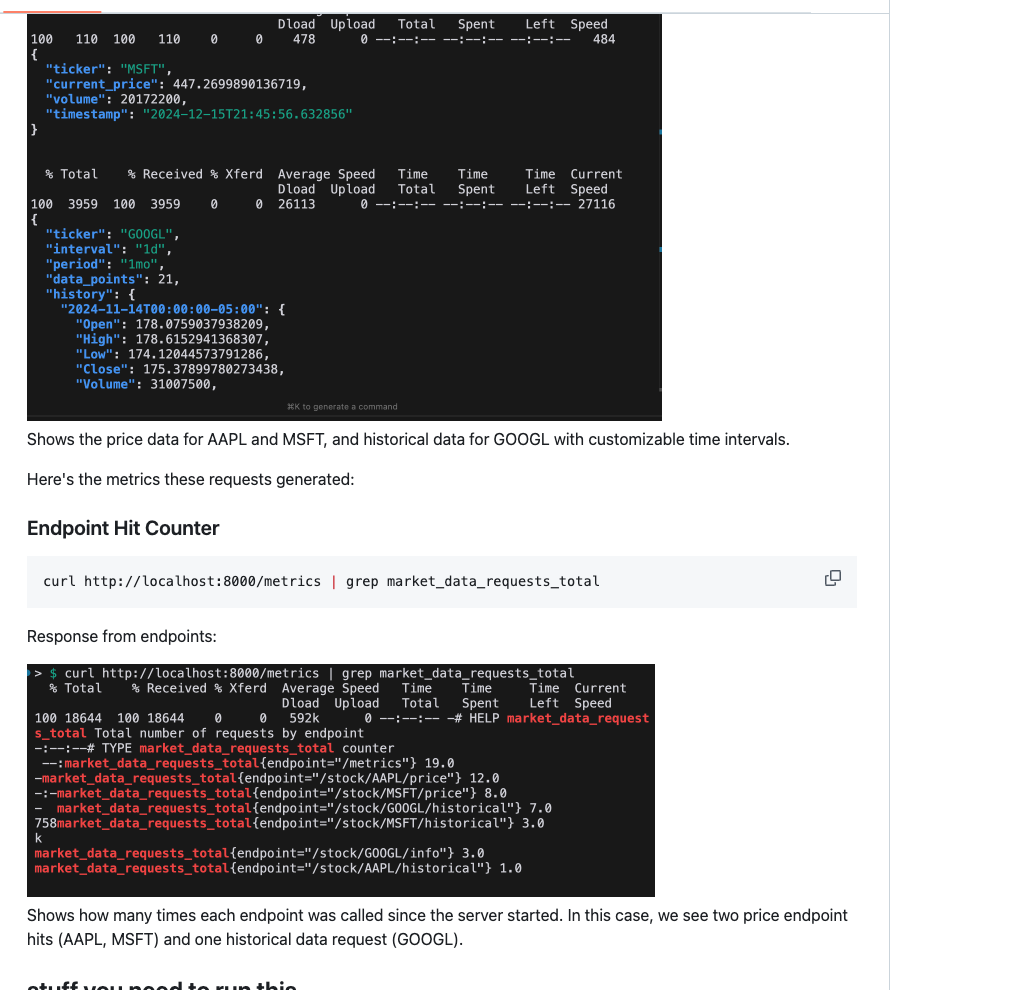 Dload Upload Total Spent Left Speed
100 110 100 110 0 0 478 0 --:--:-- --:--:-- --:--:-- 484
{
"ticker": "MSFT",
"current_price": 447.2699890136719,
"volume": 20172200,
"timestamp": "2024-12-15T21:45:56.632856"
}
% Total % Received % Xferd Average Speed Time Time Time Current
Dload Upload Total Spent Left Speed
100 3959 100 3959 0 0 26113 0 --:--:-- --:--:-- --:--:-- 27116
{
"ticker": "GOOGL",
"interval": "1d",
"period": "1mo",
"data_points": 21,
"history": {
"2024-11-14T00:00:00-05:00": {
"Open": 178.0759037938209,
"High": 178.6152941368307,
"Low": 174.12044573791286,
"Close": 175.37899780273438,
"Volume": 31007500,
⌘K to generate a command
Shows the price data for AAPL and MSFT, and historical data for GOOGL with customizable time intervals.
Here's the metrics these requests generated:
Endpoint Hit Counter
curl http://localhost:8000/metrics | grep market_data_requests_total
Response from endpoints:
> $ curl http://localhost:8000/metrics | grep market_data_requests_total
% Total % Received % Xferd Average Speed Time Time Time Current
Dload Upload Total Spent Left Speed
100 18644 100 18644 0 0 592k 0 --:--:-- -# HELP market_data_request
s_total Total number of requests by endpoint
-:--:--# TYPE market_data_requests_total counter
--:market_data_requests_total{endpoint="/metrics"} 19.0
-market_data_requests_total{endpoint="/stock/AAPL/price"} 12.0
-:-market_data_requests_total{endpoint="/stock/MSFT/price"} 8.0
- market_data_requests_total{endpoint="/stock/GOOGL/historical"} 7.0
758market_data_requests_total{endpoint="/stock/MSFT/historical"} 3.0
k
market_data_requests_total{endpoint="/stock/GOOGL/info"} 3.0
market_data_requests_total{endpoint="/stock/AAPL/historical"} 1.0
Shows how many times each endpoint was called since the server started. In this case, we see two price endpoint
hits (AAPL, MSFT) and one historical data request (GOOGL).
stuff you need to run this